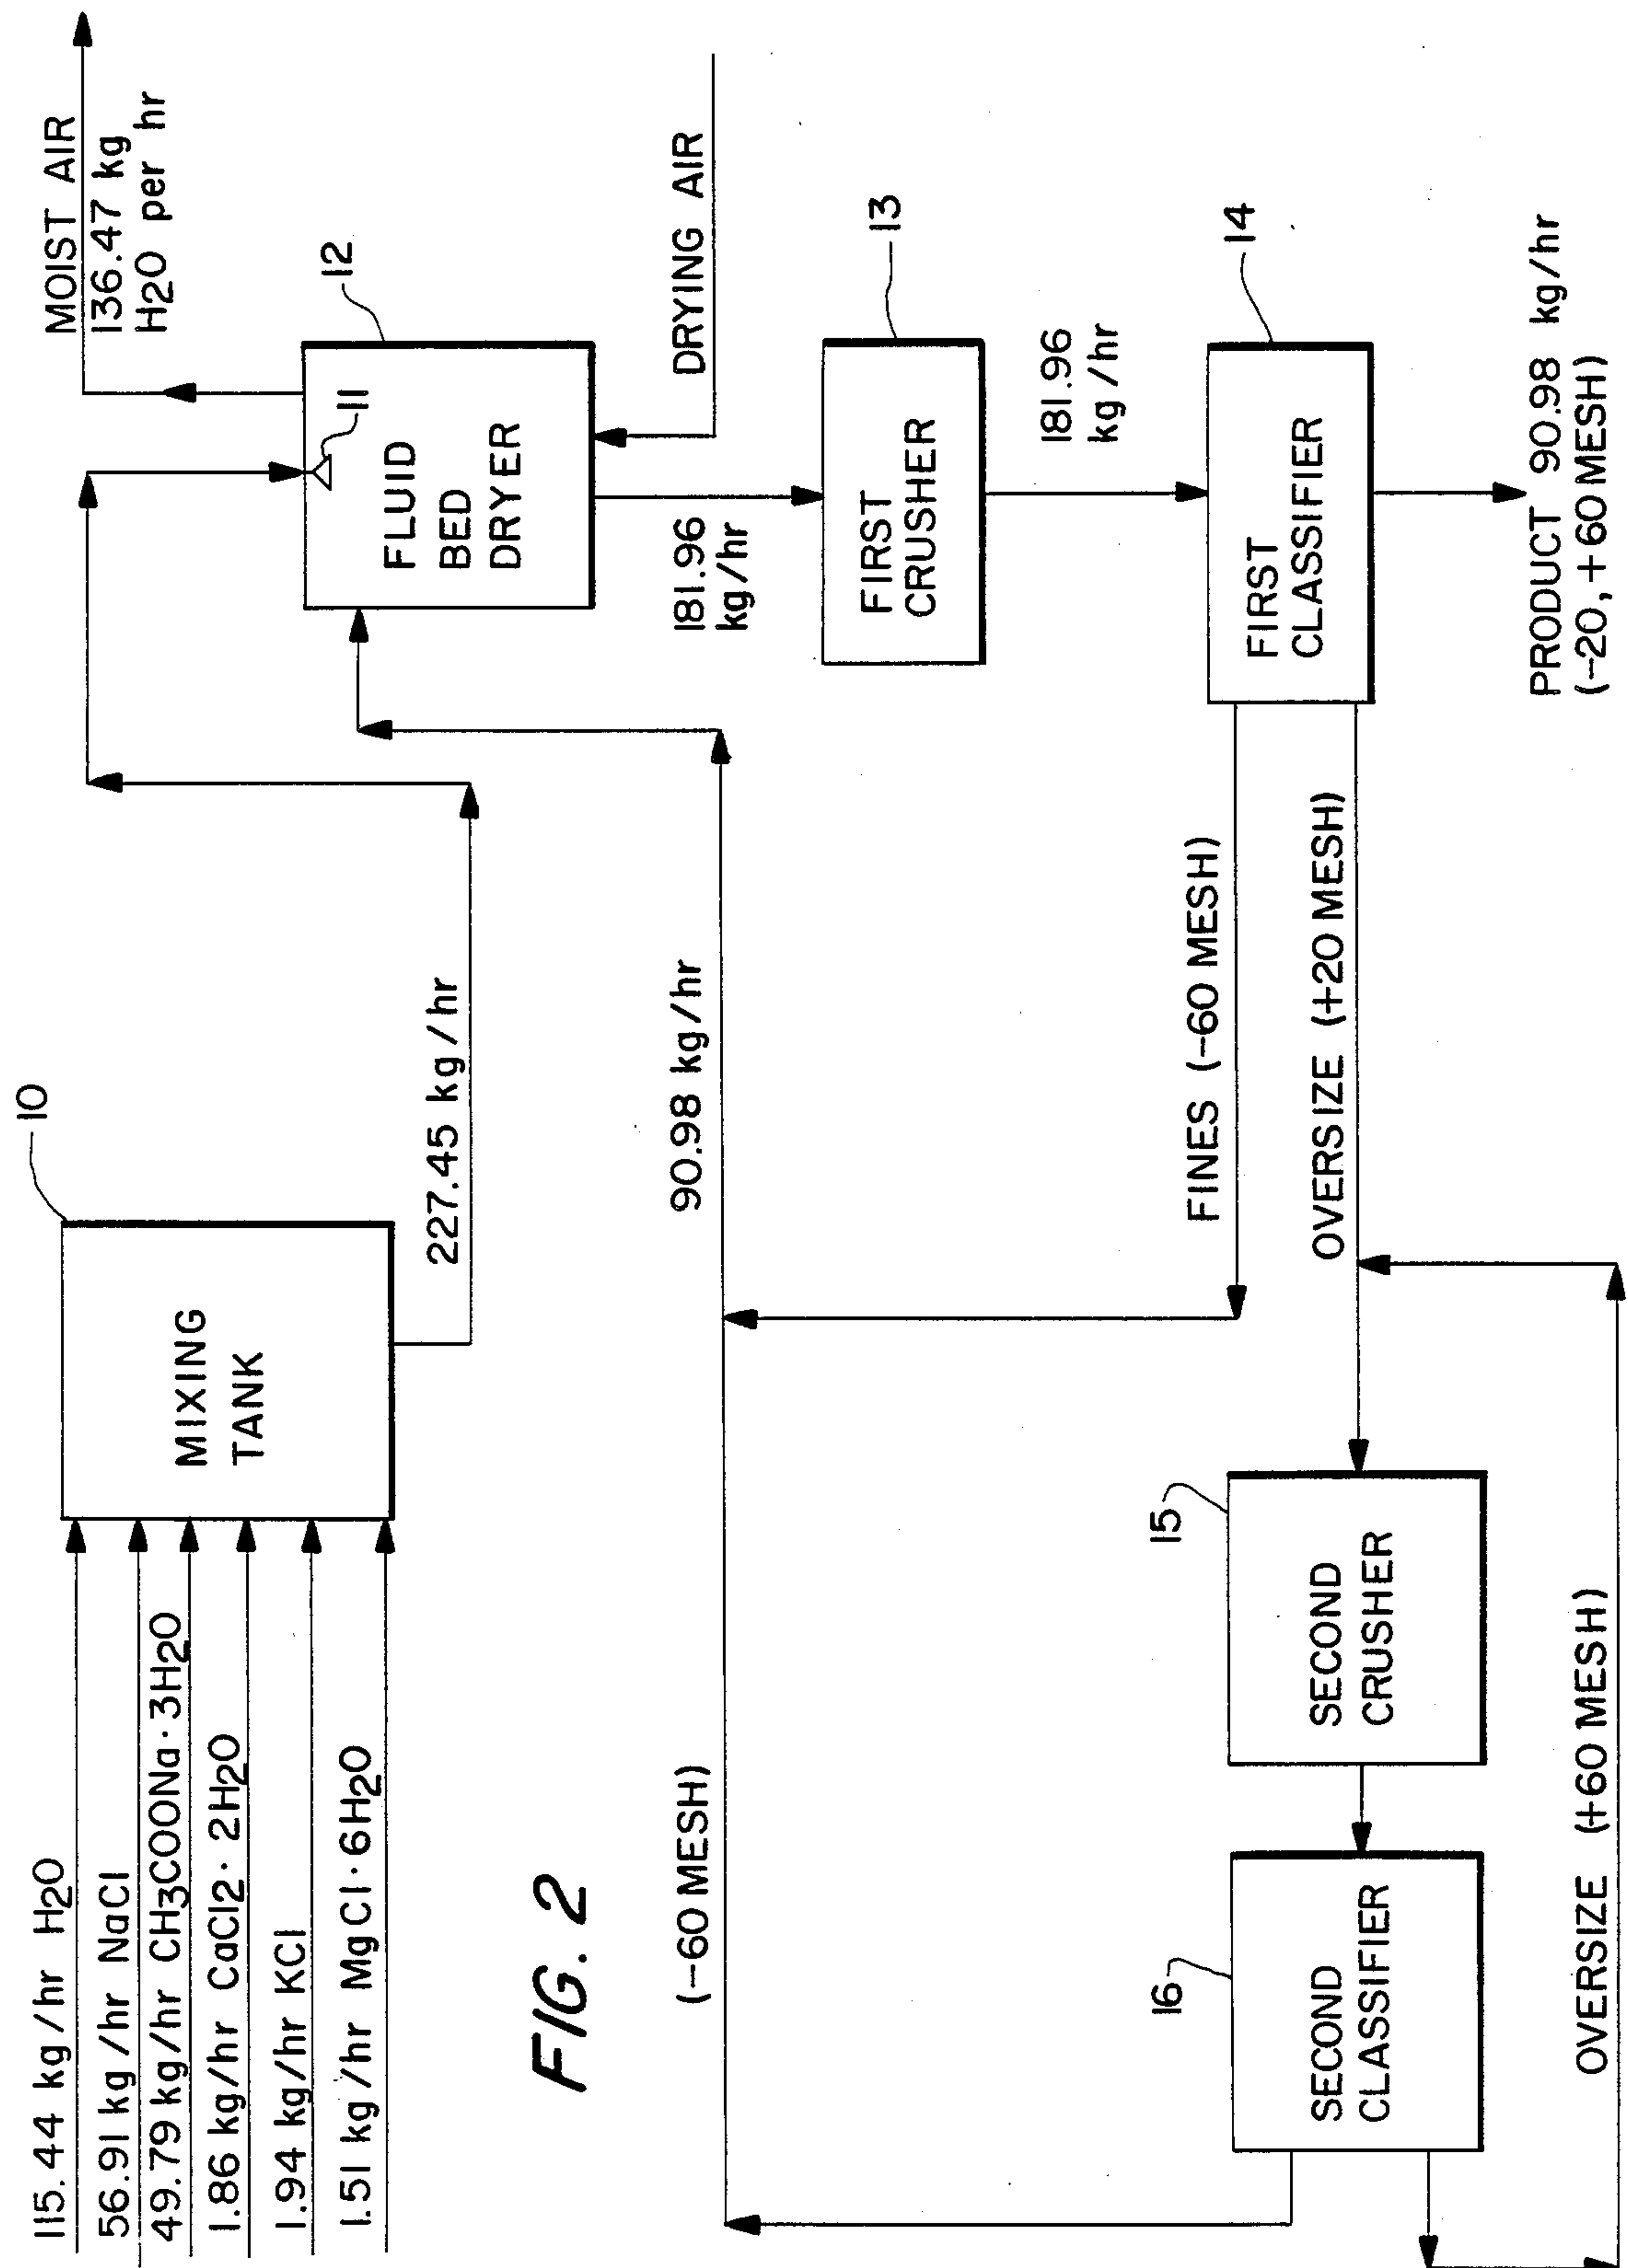 115.44 kg/hr H2O
56.91 kg/hr NaCl
49.79 kg/hr CH3COONa·3H2O
1.86 kg/hr CaCl2·2H2O
1.94 kg/hr KCl
1.51 kg/hr MgCl·6H2O
10
MIXING
TANK
227.45 kg/hr
MOIST AIR
136.47 kg
H2O per hr
11
12
FLUID
BED
DRYER
DRYING AIR
181.96
kg/hr
90.98 kg/hr
(-60 MESH)
13
FIRST
CRUSHER
181.96
kg/hr
14
FIRST
CLASSIFIER
FINES (-60 MESH)
OVERSIZE (+20 MESH)
PRODUCT 90.98 kg/hr
(-20,+60 MESH)
15
SECOND
CRUSHER
16
SECOND
CLASSIFIER
OVERSIZE (+60 MESH)
FIG. 2